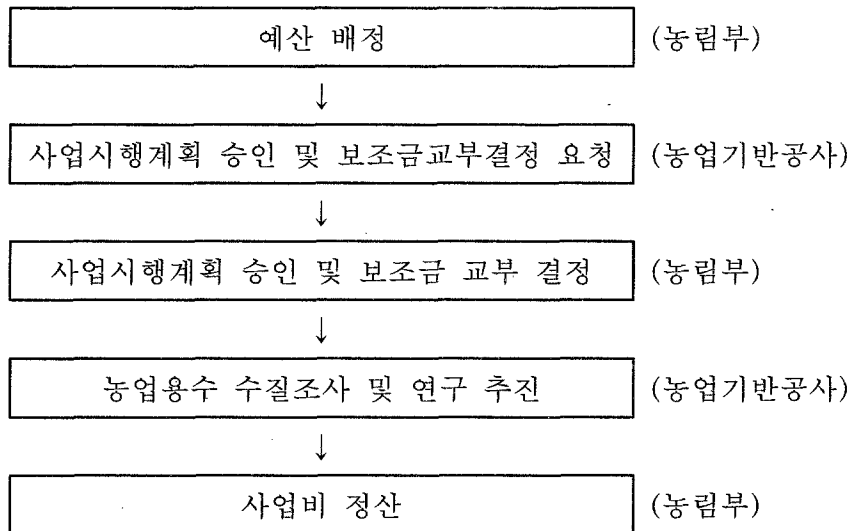 예산 배정 (농림부)
↓
사업시행계획 승인 및 보조금교부결정 요청 (농업기반공사)
↓
사업시행계획 승인 및 보조금 교부 결정 (농림부)
↓
농업용수 수질조사 및 연구 추진 (농업기반공사)
↓
사업비 정산 (농림부)